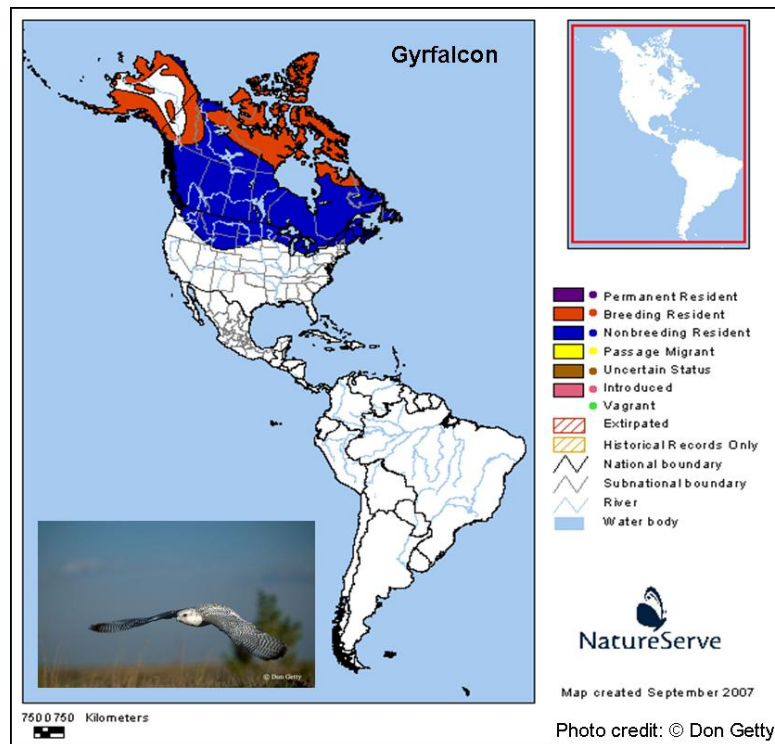 Gyrfalcon
Permanent Resident
Breeding Resident
Nonbreeding Resident
Passage Migrant
Uncertain Status
Introduced
Vagrant
Extirpated
Historical Records Only
National boundary
Subnational boundary
River
Water body
© Don Getty
NatureServe
Map created September 2007
750 0 750 Kilometers
Photo credit: © Don Getty